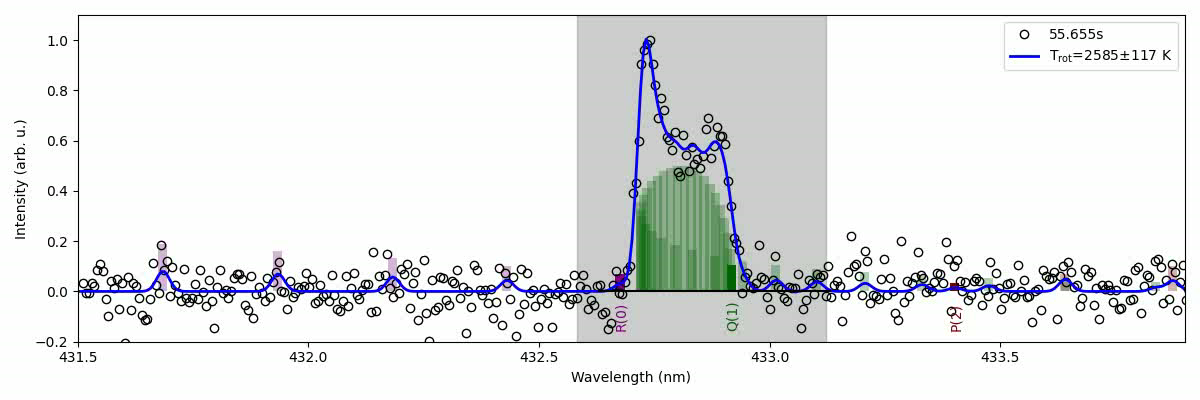 1.0
0.8
0.6
0.4
0.2
0.0
−0.2
Intensity (arb. u.)
55.655s
Trot=2585±117 K
R(0)
Q(1)
P(2)
431.5 432.0 432.5 433.0 433.5
Wavelength (nm)